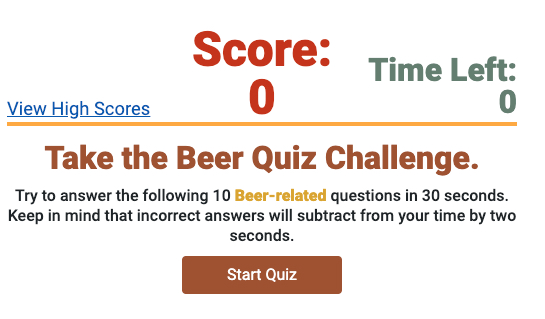 Score:
0
Time Left:
0
View High Scores
Take the Beer Quiz Challenge.
Try to answer the following 10 Beer-related questions in 30 seconds.
Keep in mind that incorrect answers will subtract from your time by two
seconds.
Start Quiz